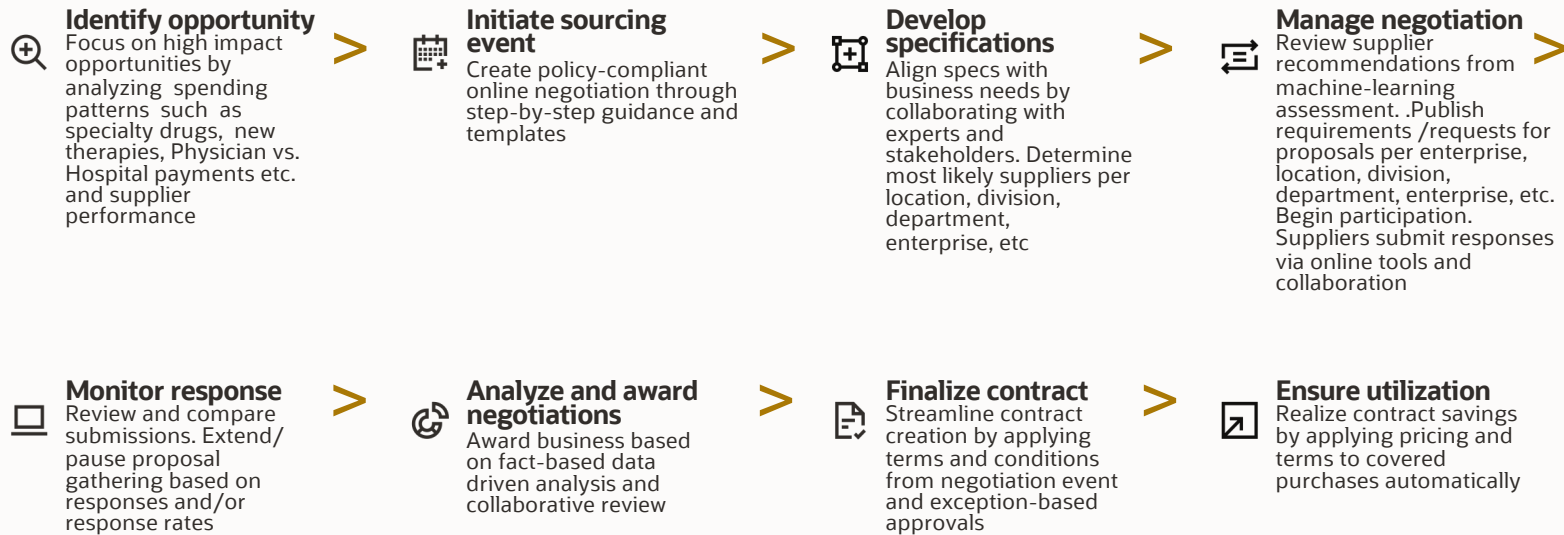 Identify opportunity
Focus on high impact
opportunities by
analyzing spending
patterns such as
specialty drugs, new
therapies, Physician vs.
Hospital payments etc.
and supplier
performance
>
Initiate sourcing
event
Create policy-compliant
online negotiation through
step-by-step guidance and
templates
>
Develop
specifications
Align specs with
business needs by
collaborating with
experts and
stakeholders. Determine
most likely suppliers per
location, division,
department,
enterprise, etc
>
Manage negotiation
Review supplier
recommendations from
machine-learning
assessment. .Publish
requirements /requests for
proposals per enterprise,
location, division,
department, enterprise, etc.
Begin participation.
Suppliers submit responses
via online tools and
collaboration
>
Monitor response
Review and compare
submissions. Extend/
pause proposal
gathering based on
responses and/or
response rates
>
Analyze and award
negotiations
Award business based
on fact-based data
driven analysis and
collaborative review
>
Finalize contract
Streamline contract
creation by applying
terms and conditions
from negotiation event
and exception-based
approvals
>
Ensure utilization
Realize contract savings
by applying pricing and
terms to covered
purchases automatically